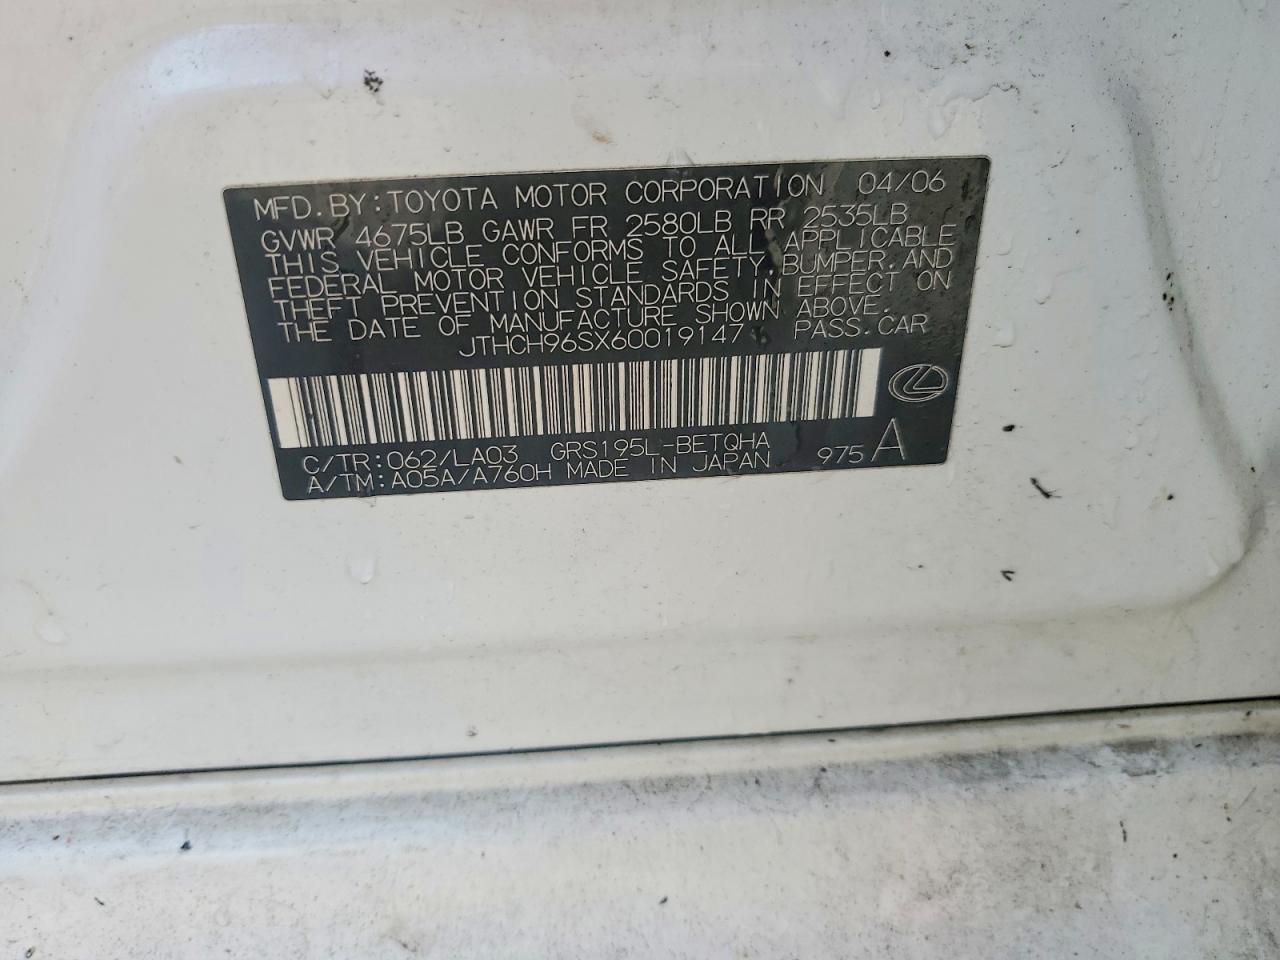 MFD.BY:TOYOTA MOTOR CORPORATION 04/06
GVWR 4675LB GAWR FR 2580LB RR 2535LB
THIS VEHICLE CONFORMS TO ALL APPLICABLE
FEDERAL MOTOR VEHICLE SAFETY,BUMPER,AND
THEFT PREVENTION STANDARDS IN EFFECT ON
THE DATE OF MANUFACTURE SHOWN ABOVE.
JTHCH96SX60019147 PASS.CAR
C/TR:062/LA03 GRS195L-BETQHA
A/TM:A05A/A760H MADE IN JAPAN 975 A